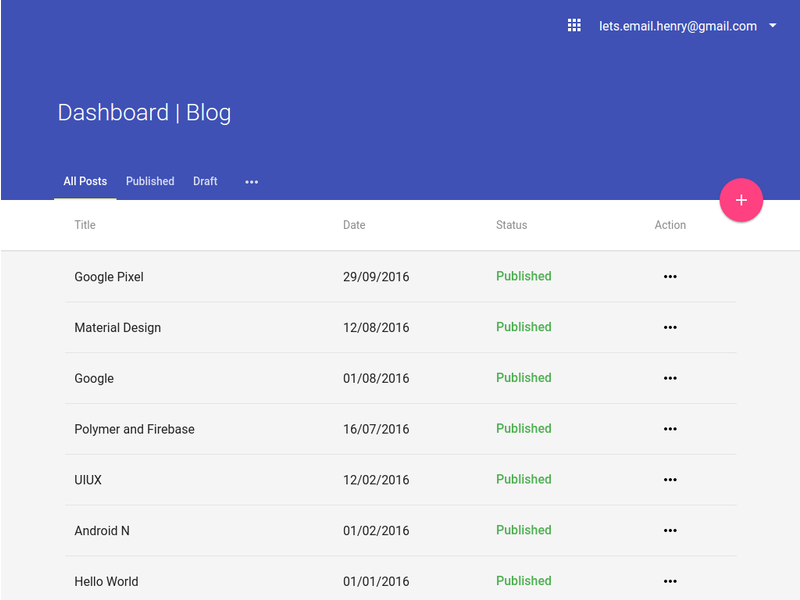 lets.email.henry@gmail.com
Dashboard | Blog
All Posts Published Draft
Title Date Status Action
Google Pixel 29/09/2016 Published
Material Design 12/08/2016 Published
Google 01/08/2016 Published
Polymer and Firebase 16/07/2016 Published
UIUX 12/02/2016 Published
Android N 01/02/2016 Published
Hello World 01/01/2016 Published